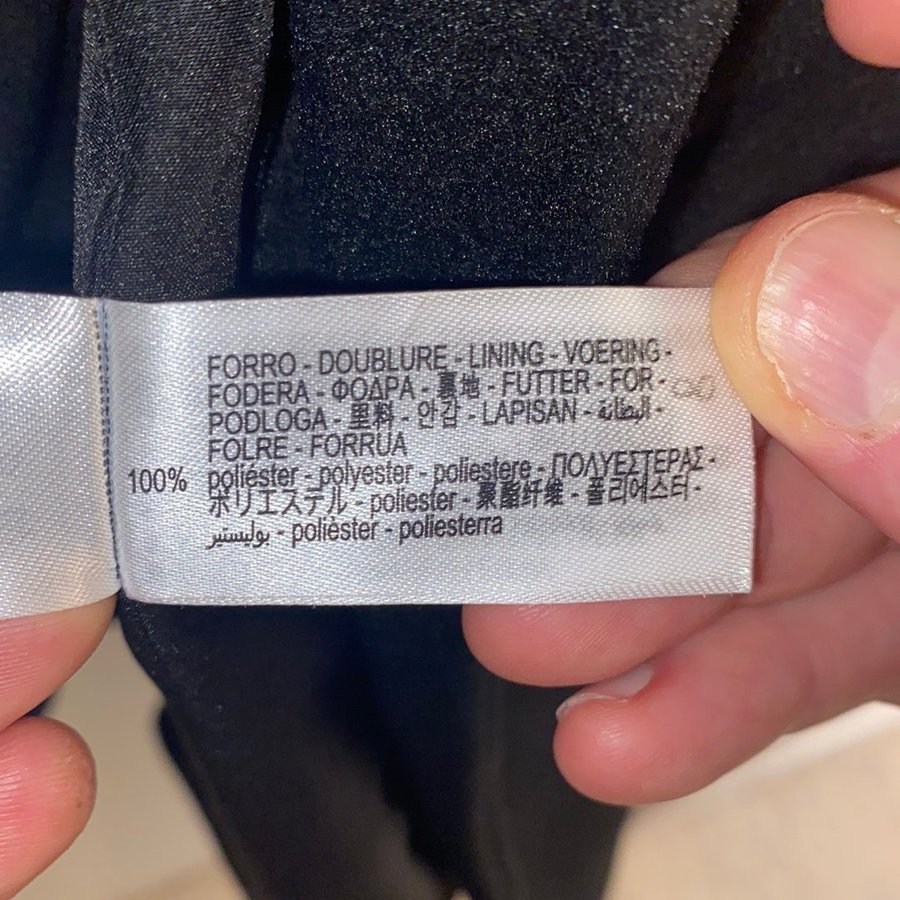 FORRO - DOUBLURE - LINING - VOERING -
FODERA - ΦΟΔΡΑ - 裏地 - FUTTER - FOR -
PODLOGA - 里料 - 안감 - LAPISAN - البطانة -
FOLRE - FORRUA
100% poliéster - polyester - poliestere - ΠΟΛΥΕΣΤΕΡΑΣ -
ポリエステル - poliester - 聚酯纤维 - 폴리에스터 -
بوليستير - polièster - poliesterra